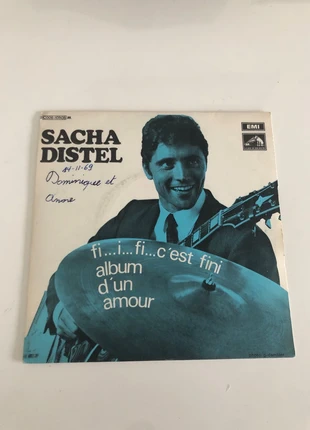 EMI
SACHA
DISTEL
21-11-69
Dominique et
Anne
fi...i...fi...c'est fini
album
d'un
amour